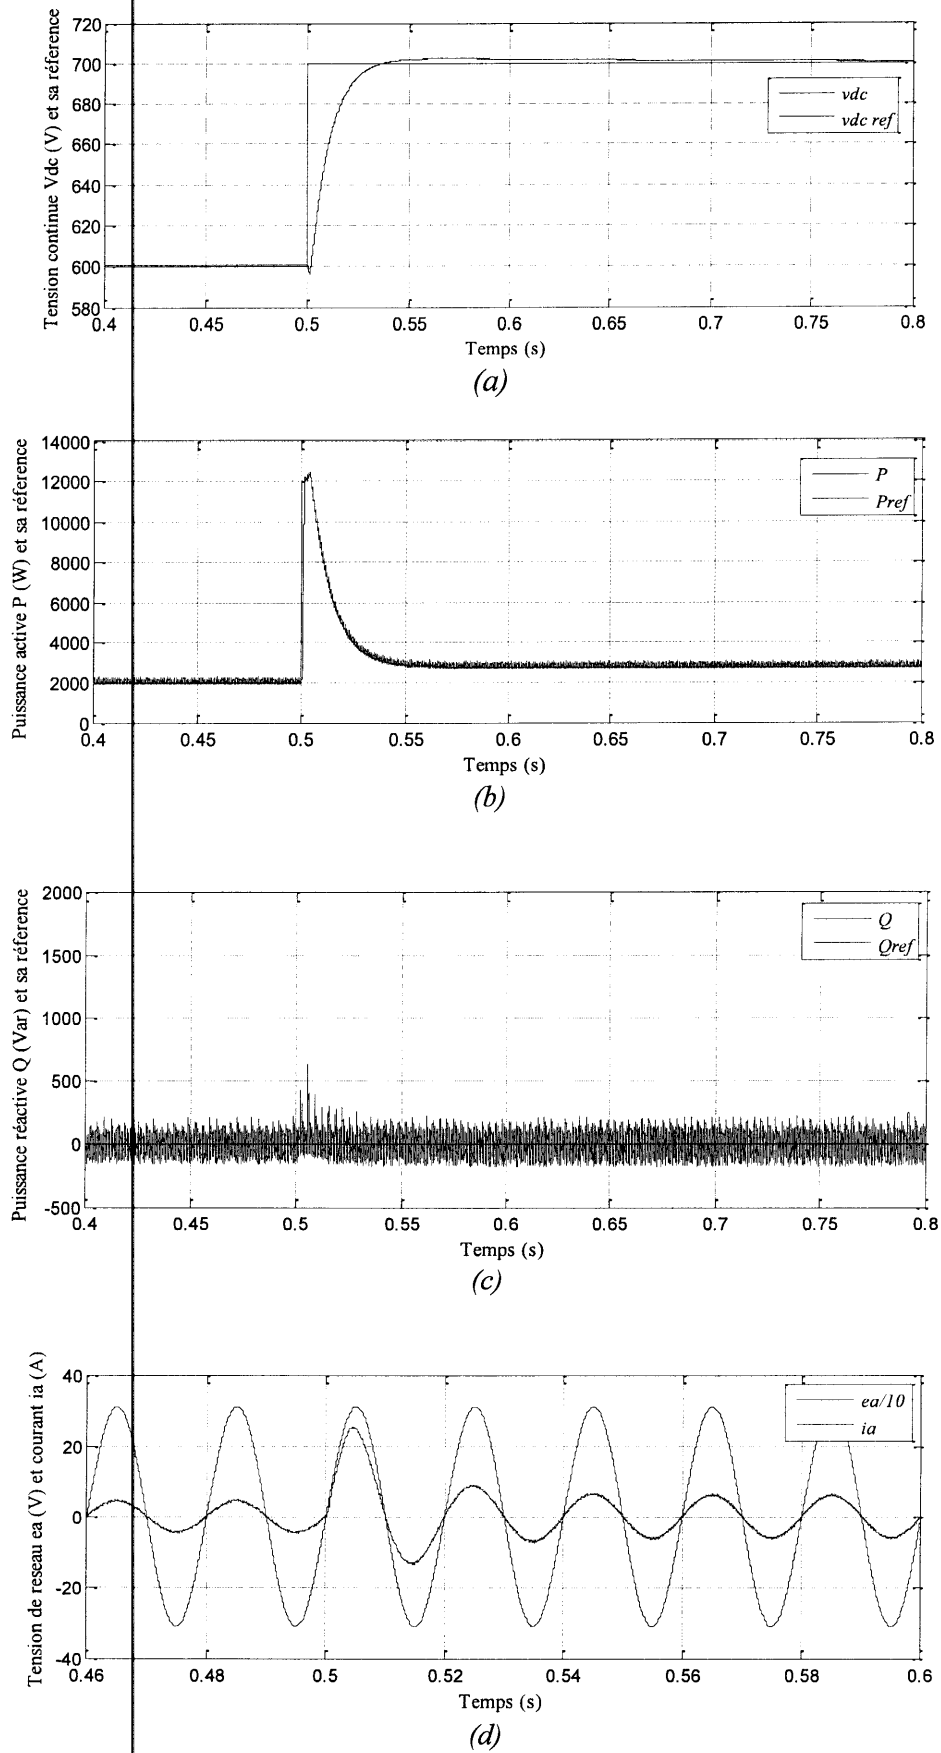 720
700
680
660
640
620
600
580
Tension continue Vdc (V) et sa réference
vdc
vdc ref
0.4 0.45 0.5 0.55 0.6 0.65 0.7 0.75 0.8
Temps (s)
(a)
14000
12000
10000
8000
6000
4000
2000
0
Puissance active P (W) et sa réference
P
Pref
0.4 0.45 0.5 0.55 0.6 0.65 0.7 0.75 0.8
Temps (s)
(b)
2000
1500
1000
500
0
-500
Puissance réactive Q (Var) et sa réference
Q
Qref
0.4 0.45 0.5 0.55 0.6 0.65 0.7 0.75 0.8
Temps (s)
(c)
40
20
0
-20
-40
Tension de reseau ea (V) et courant ia (A)
ea/10
ia
0.46 0.48 0.5 0.52 0.54 0.56 0.58 0.6
Temps (s)
(d)